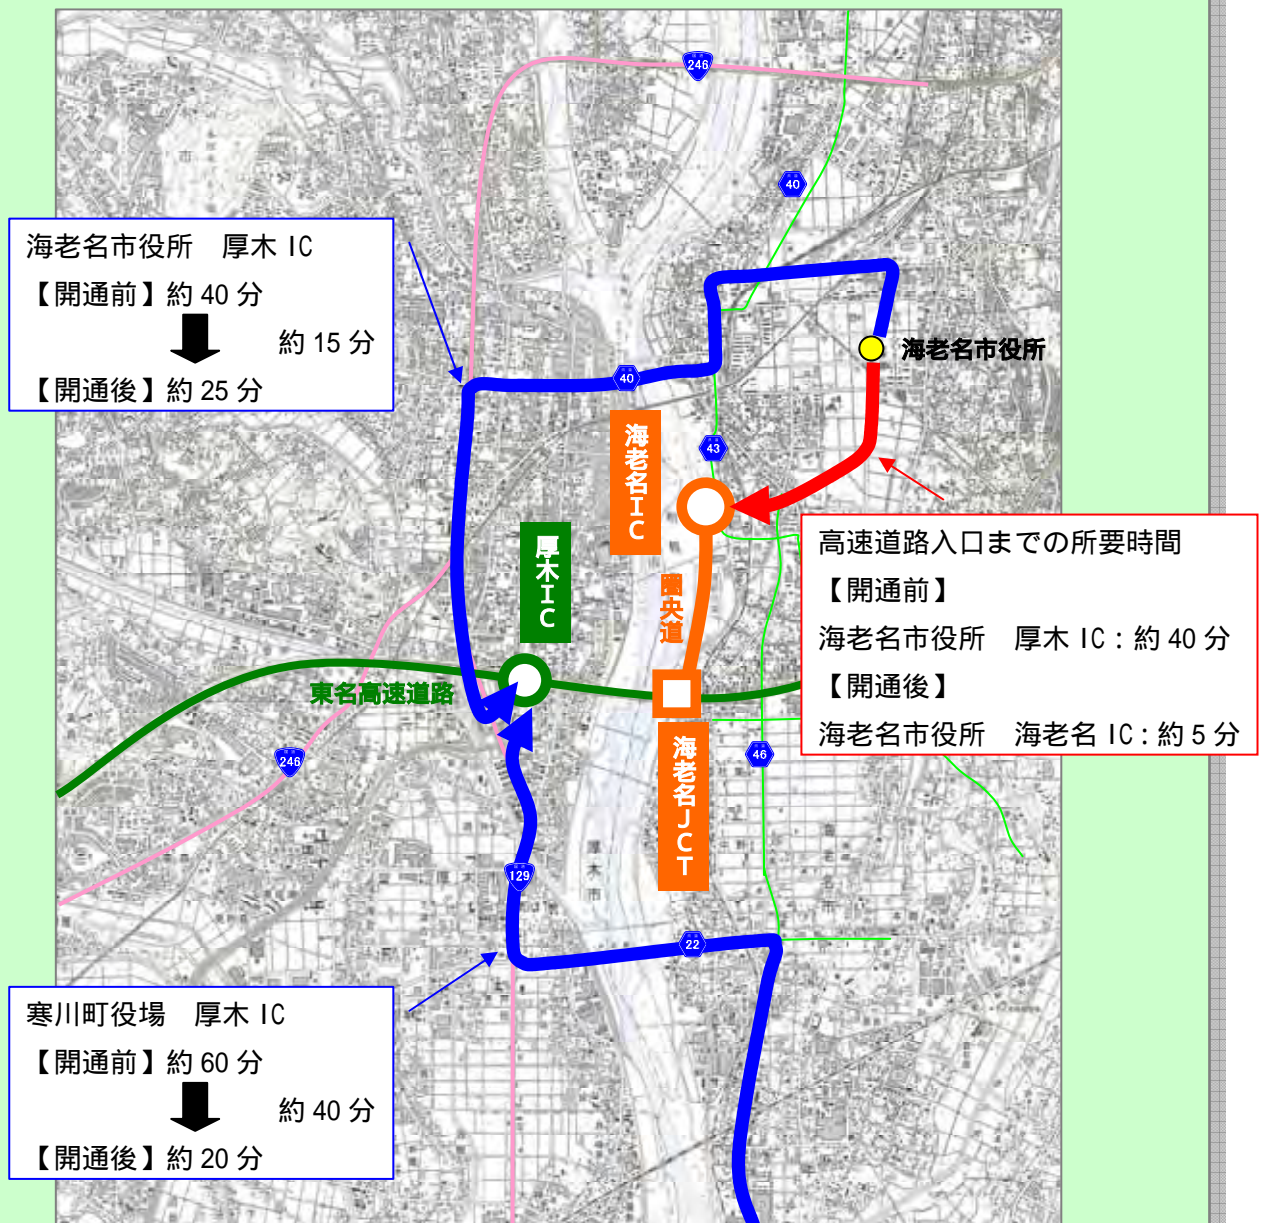 246
40
海老名市役所　厚木 IC
【開通前】約 40 分
約 15 分
【開通後】約 25 分
海老名市役所
40
43
海老名IC
厚木IC
圏央道
高速道路入口までの所要時間
【開通前】
海老名市役所　厚木 IC：約 40 分
【開通後】
海老名市役所　海老名 IC：約 5 分
東名高速道路
246
46
海老名JCT
厚木市
129
22
寒川町役場　厚木 IC
【開通前】約 60 分
約 40 分
【開通後】約 20 分